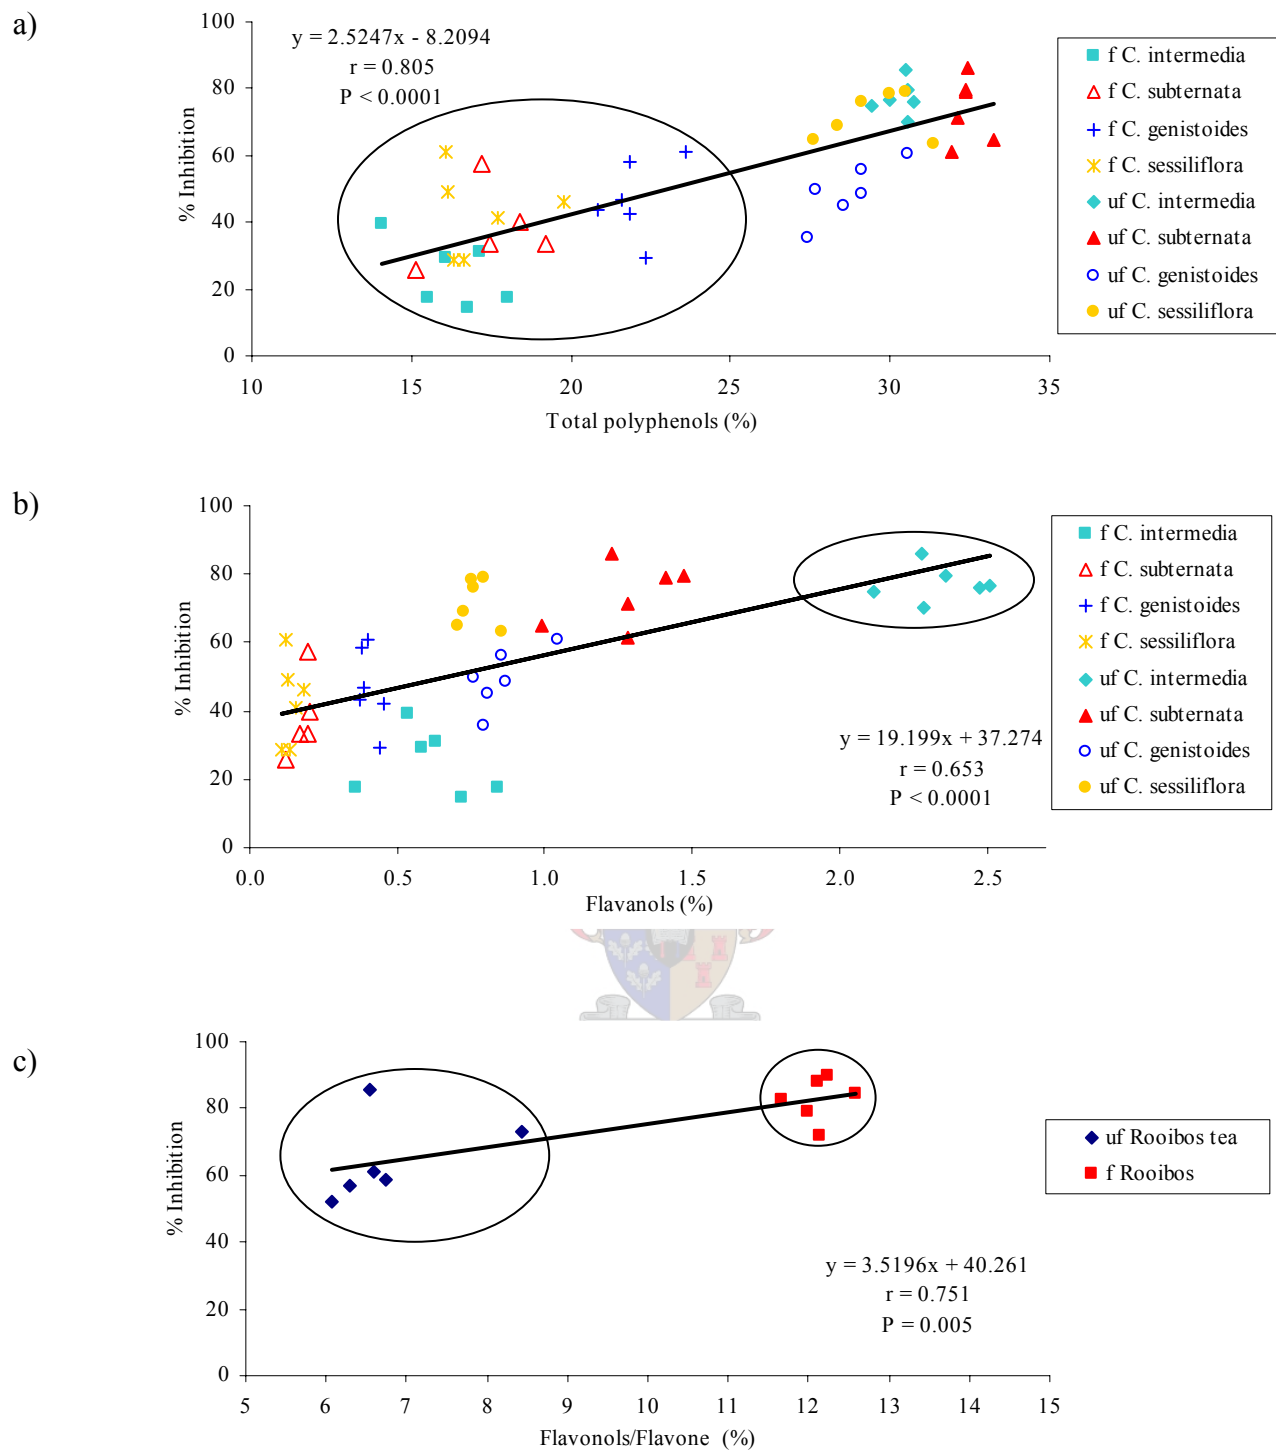 a)
100
80
60
40
20
0
% Inhibition
y = 2.5247x - 8.2094
r = 0.805
P < 0.0001
10 15 20 25 30 35
Total polyphenols (%)
f C. intermedia
f C. subternata
f C. genistoides
f C. sessiliflora
uf C. intermedia
uf C. subternata
uf C. genistoides
uf C. sessiliflora
b)
100
80
60
40
20
0
% Inhibition
y = 19.199x + 37.274
r = 0.653
P < 0.0001
0.0 0.5 1.0 1.5 2.0 2.5
Flavanols (%)
f C. intermedia
f C. subternata
f C. genistoides
f C. sessiliflora
uf C. intermedia
uf C. subternata
uf C. genistoides
uf C. sessiliflora
c)
100
80
60
40
20
0
% Inhibition
y = 3.5196x + 40.261
r = 0.751
P = 0.005
5 6 7 8 9 10 11 12 13 14 15
Flavonols/Flavone (%)
uf Rooibos tea
f Rooibos